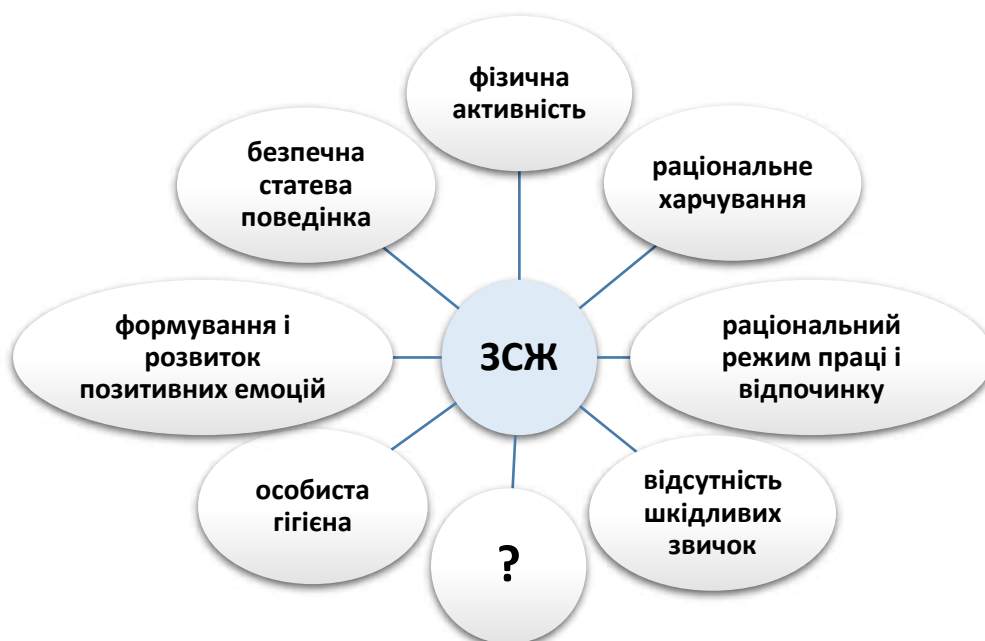 фізична
активність
безпечна
статева
поведінка
раціональне
харчування
формування і
розвиток
позитивних емоцій
ЗСЖ
раціональний
режим праці і
відпочинку
особиста
гігієна
?
відсутність
шкідливих
звичок